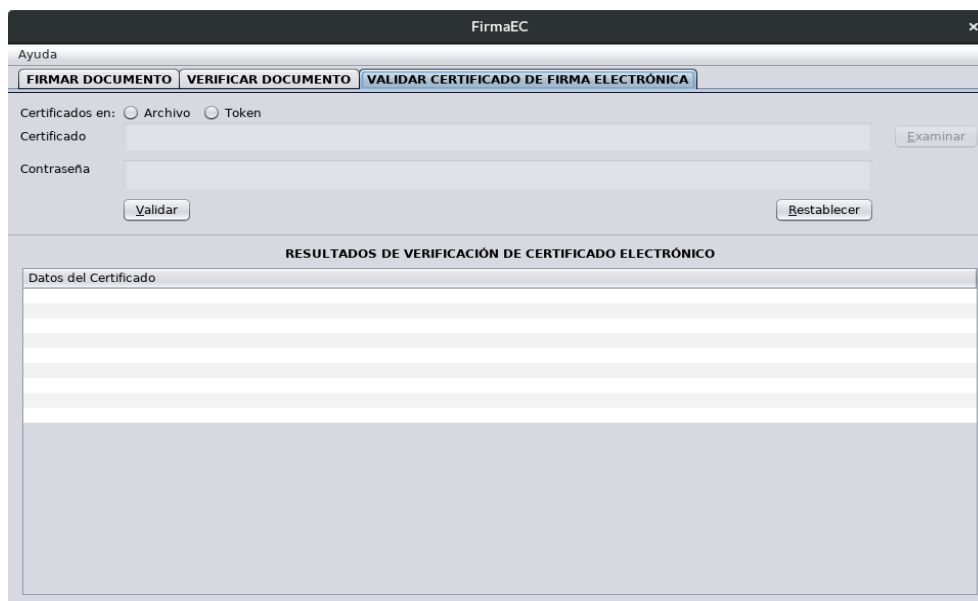 FirmaEC
Ayuda
FIRMAR DOCUMENTO VERIFICAR DOCUMENTO VALIDAR CERTIFICADO DE FIRMA ELECTRÓNICA
Certificados en: Archivo Token
Certificado Examinar
Contraseña
Validar Restablecer
RESULTADOS DE VERIFICACIÓN DE CERTIFICADO ELECTRÓNICO
Datos del Certificado